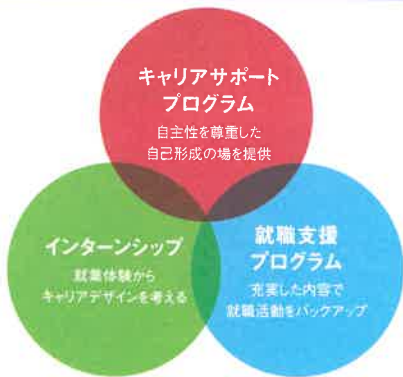 キャリアサポート
プログラム
自主性を尊重した
自己形成の場を提供
インターンシップ
就業体験から
キャリアデザインを考える
就職支援
プログラム
充実した内容で
就職活動をバックアップ